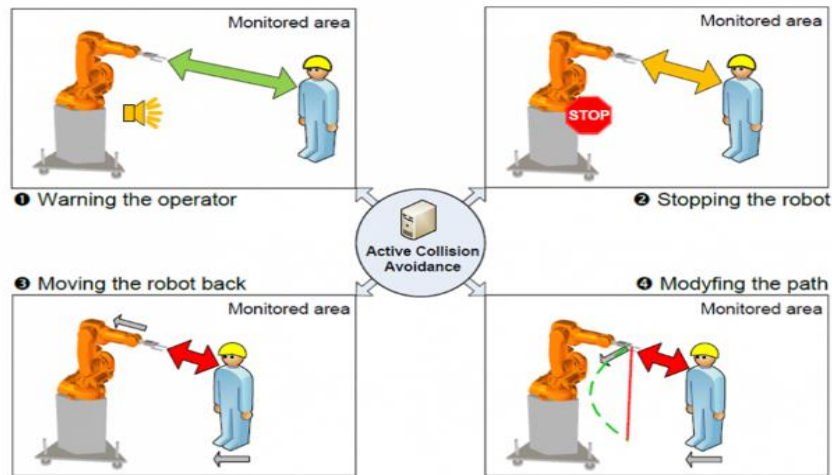 Monitored area
Monitored area
STOP
❶ Warning the operator
❷ Stopping the robot
Active Collision
Avoidance
❸ Moving the robot back
❹ Modyfing the path
Monitored area
Monitored area